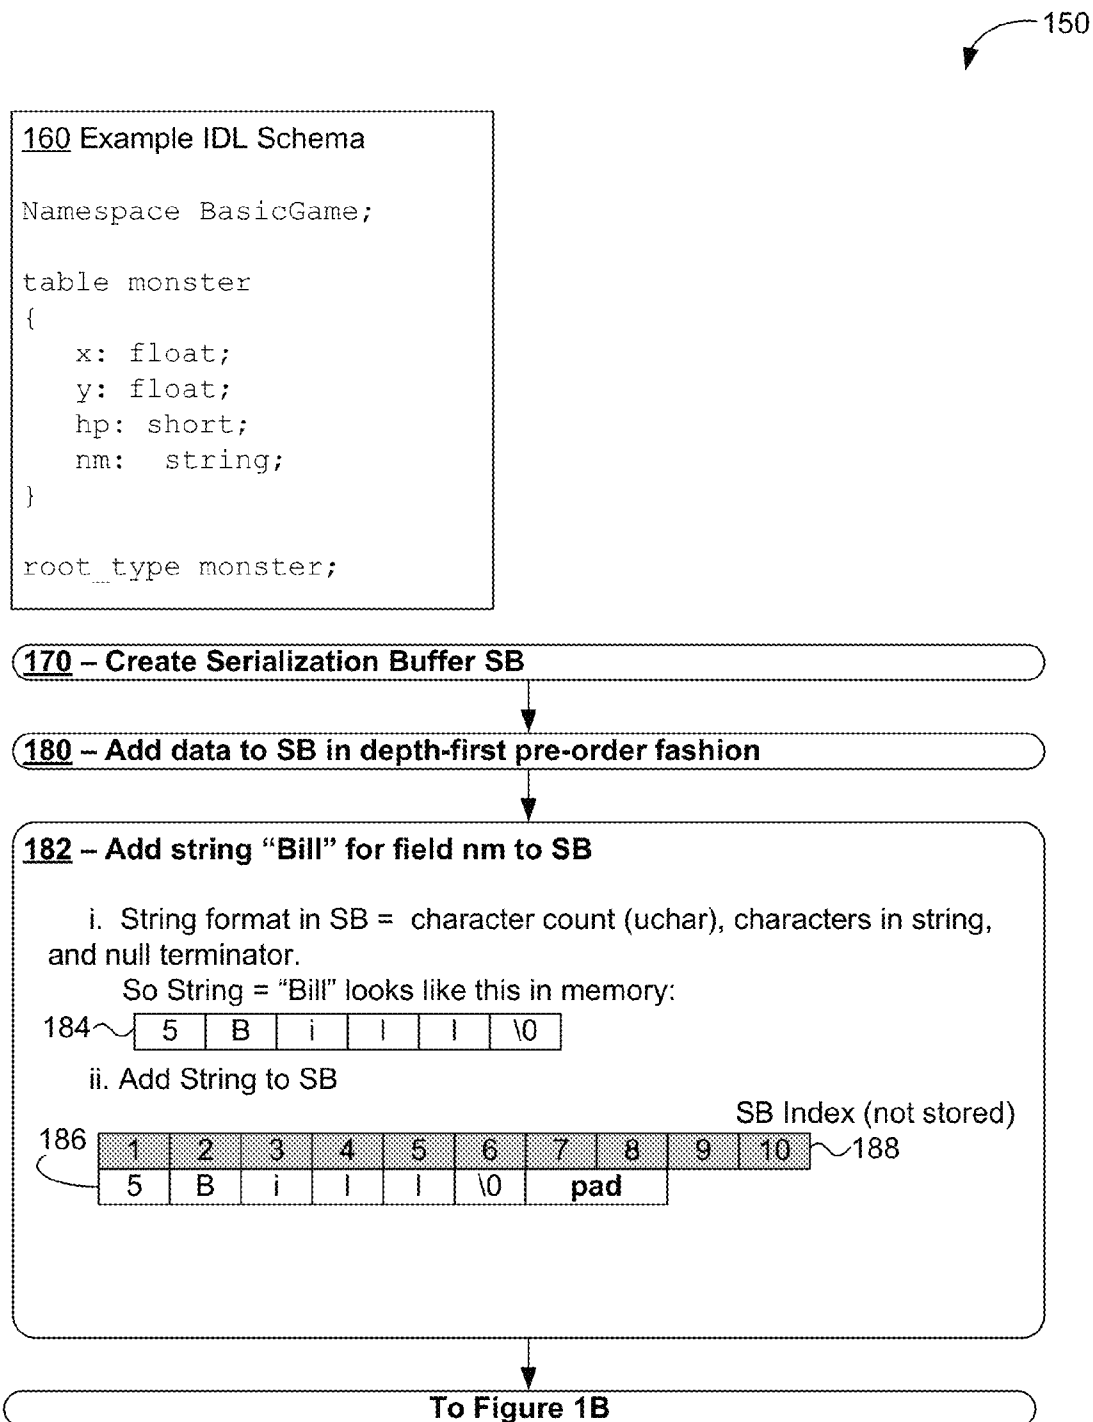 150
160 Example IDL Schema
Namespace BasicGame;
table monster
{
x: float;
y: float;
hp: short;
nm: string;
}
root_type monster;
170 – Create Serialization Buffer SB
180 – Add data to SB in depth-first pre-order fashion
182 – Add string “Bill” for field nm to SB
i. String format in SB = character count (uchar), characters in string,
and null terminator.
So String = “Bill” looks like this in memory:
184 5 B i l l \0
ii. Add String to SB
SB Index (not stored)
186 1 2 3 4 5 6 7 8 9 10 188
5 B i l l \0 pad
To Figure 1B